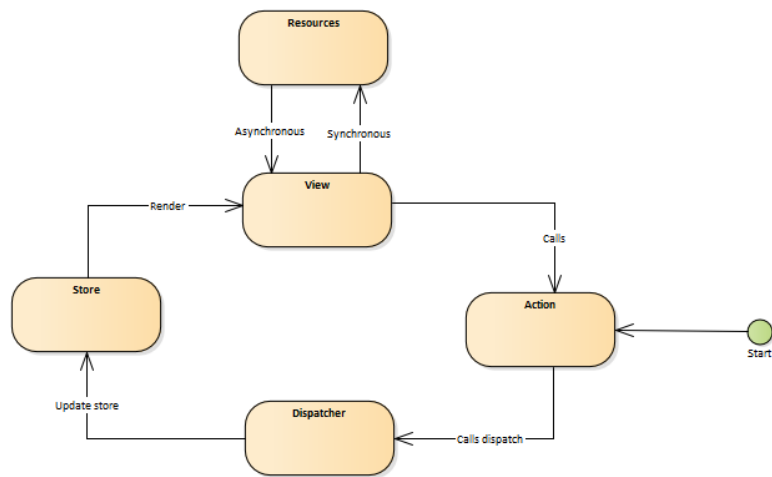 Resources
Asynchronous
Synchronous
View
Render
Calls
Store
Action
Start
Update store
Dispatcher
Calls dispatch